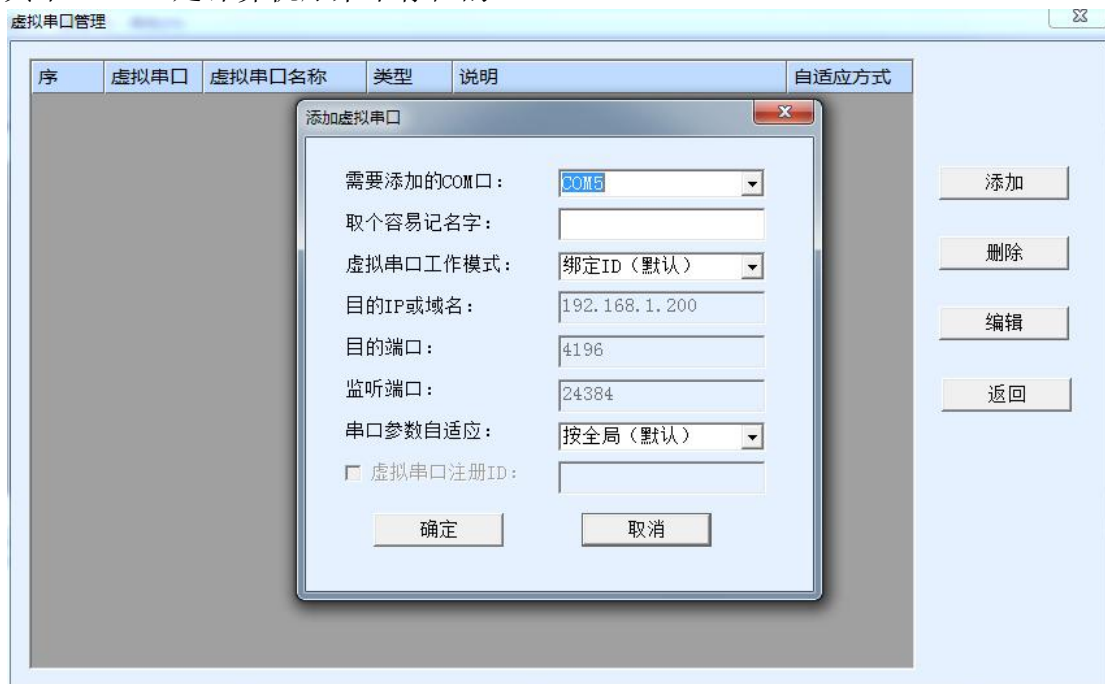 虚拟串口管理
序 虚拟串口 虚拟串口名称 类型 说明 自适应方式
添加虚拟串口
需要添加的COM口： COM5
取个容易记名字：
虚拟串口工作模式： 绑定ID（默认）
目的IP或域名： 192.168.1.200
目的端口： 4196
监听端口： 24384
串口参数自适应： 按全局（默认）
虚拟串口注册ID：
确定 取消
添加
删除
编辑
返回